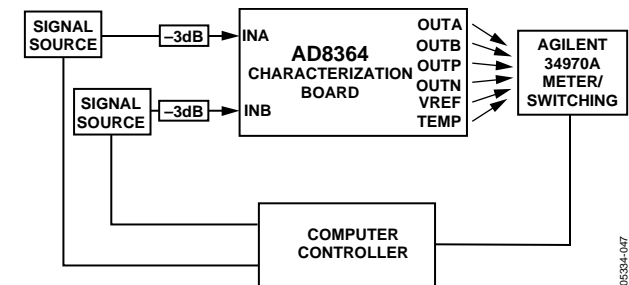 SIGNAL
SOURCE
–3dB
INA
SIGNAL
SOURCE
–3dB
INB
AD8364
CHARACTERIZATION
BOARD
OUTA
OUTB
OUTP
OUTN
VREF
TEMP
AGILENT
34970A
METER/
SWITCHING
COMPUTER
CONTROLLER
05334-047